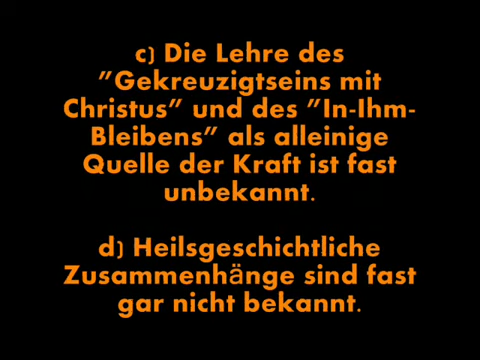 c) Die Lehre des
”Gekreuzigtseins mit
Christus” und des ”In-Ihm-
Bleibens” als alleinige
Quelle der Kraft ist fast
unbekannt.
d) Heilsgeschichtliche
Zusammenhänge sind fast
gar nicht bekannt.